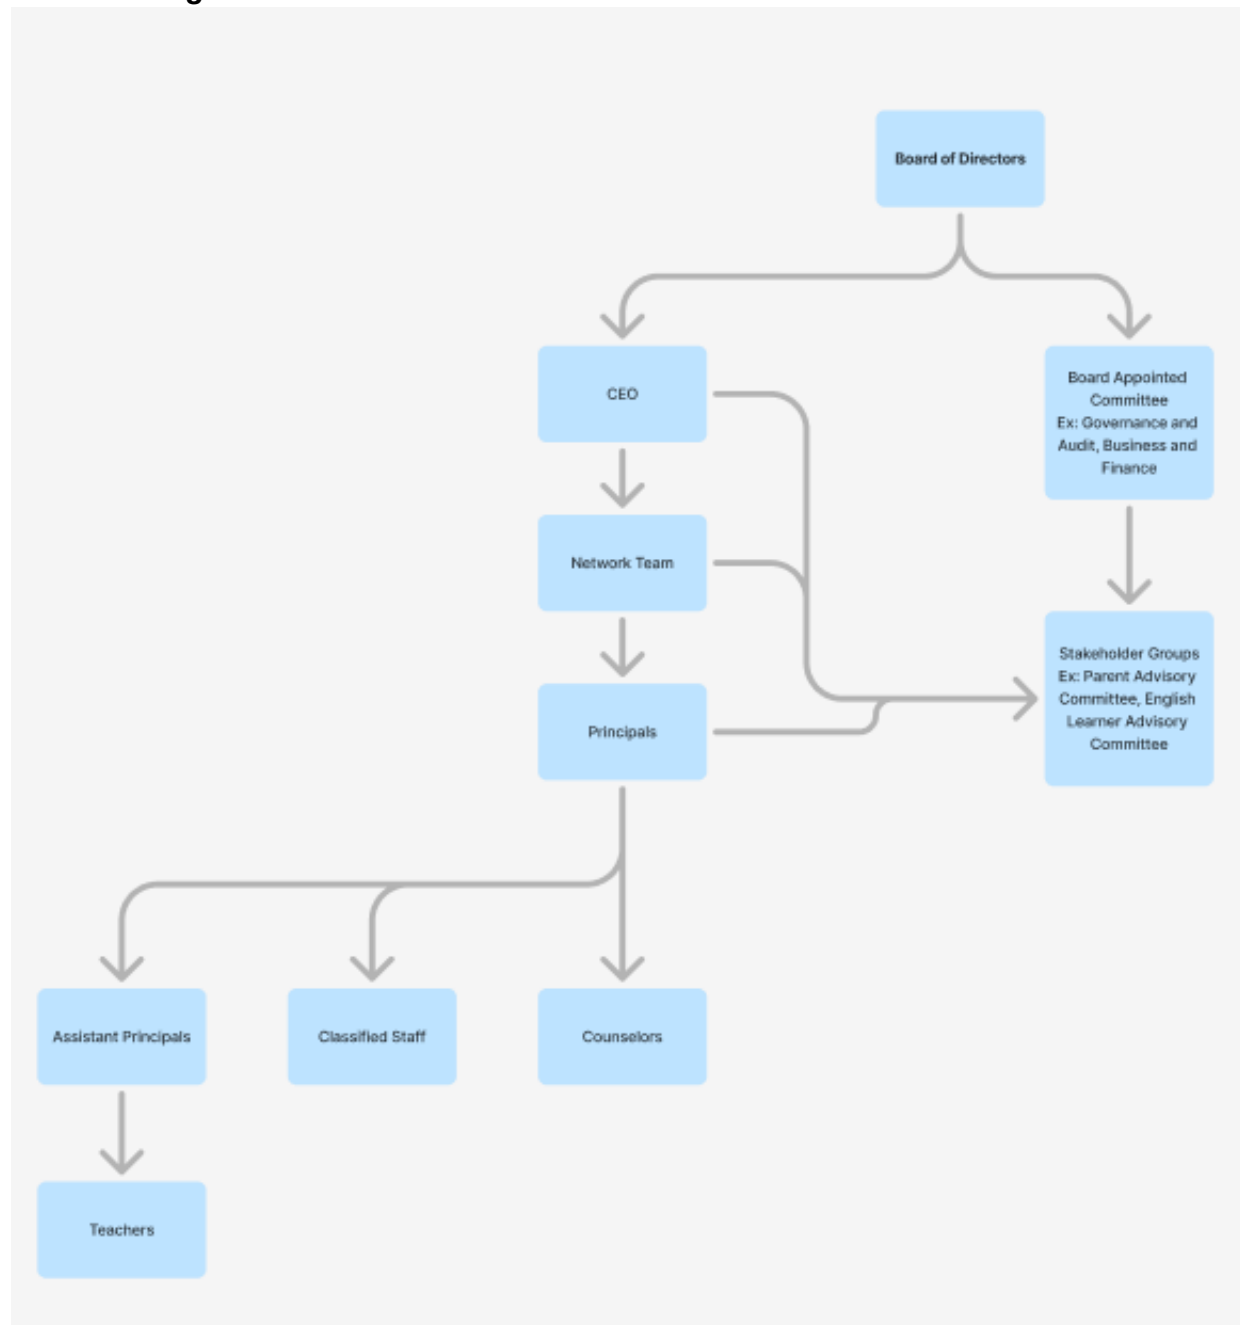 Board of Directors
CEO
Board Appointed
Committee
Ex: Governance and
Audit, Business and
Finance
Network Team
Stakeholder Groups
Ex: Parent Advisory
Committee, English
Learner Advisory
Committee
Principals
Assistant Principals
Classified Staff
Counselors
Teachers